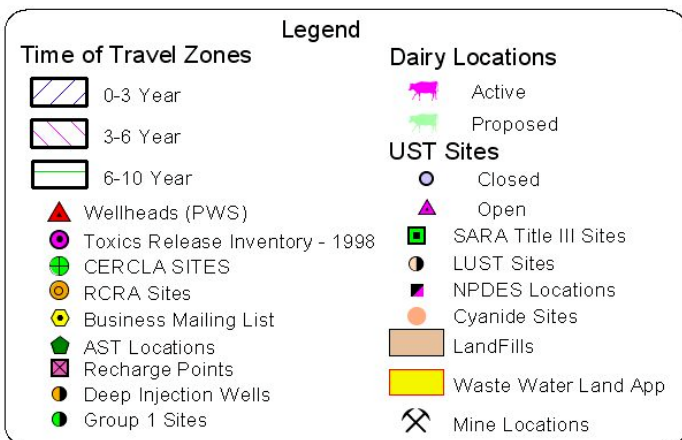 Legend
Time of Travel Zones
0-3 Year
3-6 Year
6-10 Year
Wellheads (PWS)
Toxics Release Inventory - 1998
CERCLA SITES
RCRA Sites
Business Mailing List
AST Locations
Recharge Points
Deep Injection Wells
Group 1 Sites
Dairy Locations
Active
Proposed
UST Sites
Closed
Open
SARA Title III Sites
LUST Sites
NPDES Locations
Cyanide Sites
LandFills
Waste Water Land App
Mine Locations